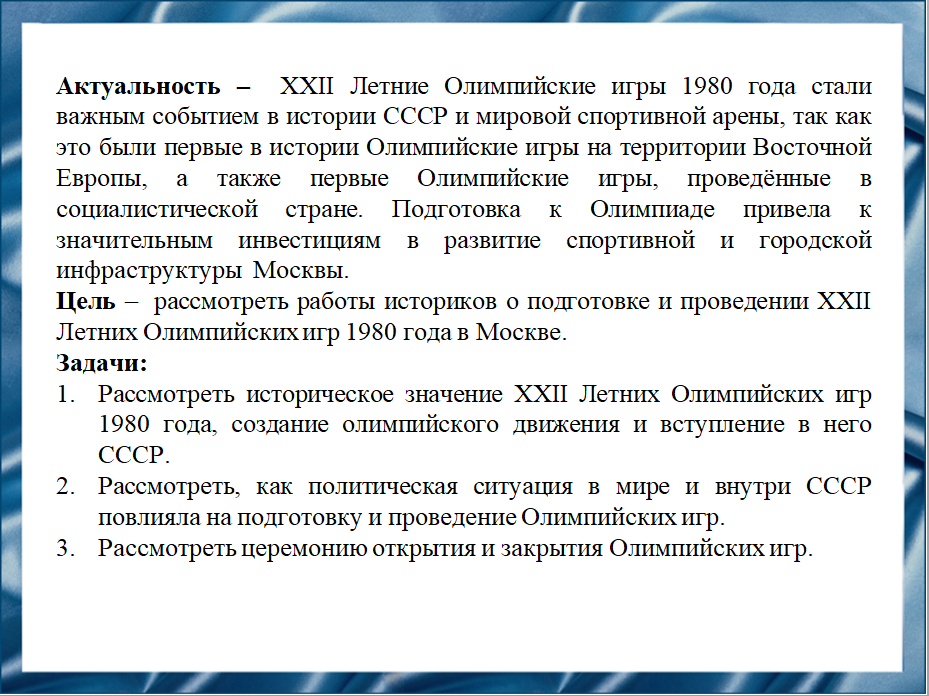 Актуальность – XXII Летние Олимпийские игры 1980 года стали
важным событием в истории СССР и мировой спортивной арены, так как
это были первые в истории Олимпийские игры на территории Восточной
Европы, а также первые Олимпийские игры, проведённые в
социалистической стране. Подготовка к Олимпиаде привела к
значительным инвестициям в развитие спортивной и городской
инфраструктуры Москвы.
Цель – рассмотреть работы историков о подготовке и проведении XXII
Летних Олимпийских игр 1980 года в Москве.
Задачи:
1. Рассмотреть историческое значение XXII Летних Олимпийских игр
1980 года, создание олимпийского движения и вступление в него
СССР.
2. Рассмотреть, как политическая ситуация в мире и внутри СССР
повлияла на подготовку и проведение Олимпийских игр.
3. Рассмотреть церемонию открытия и закрытия Олимпийских игр.